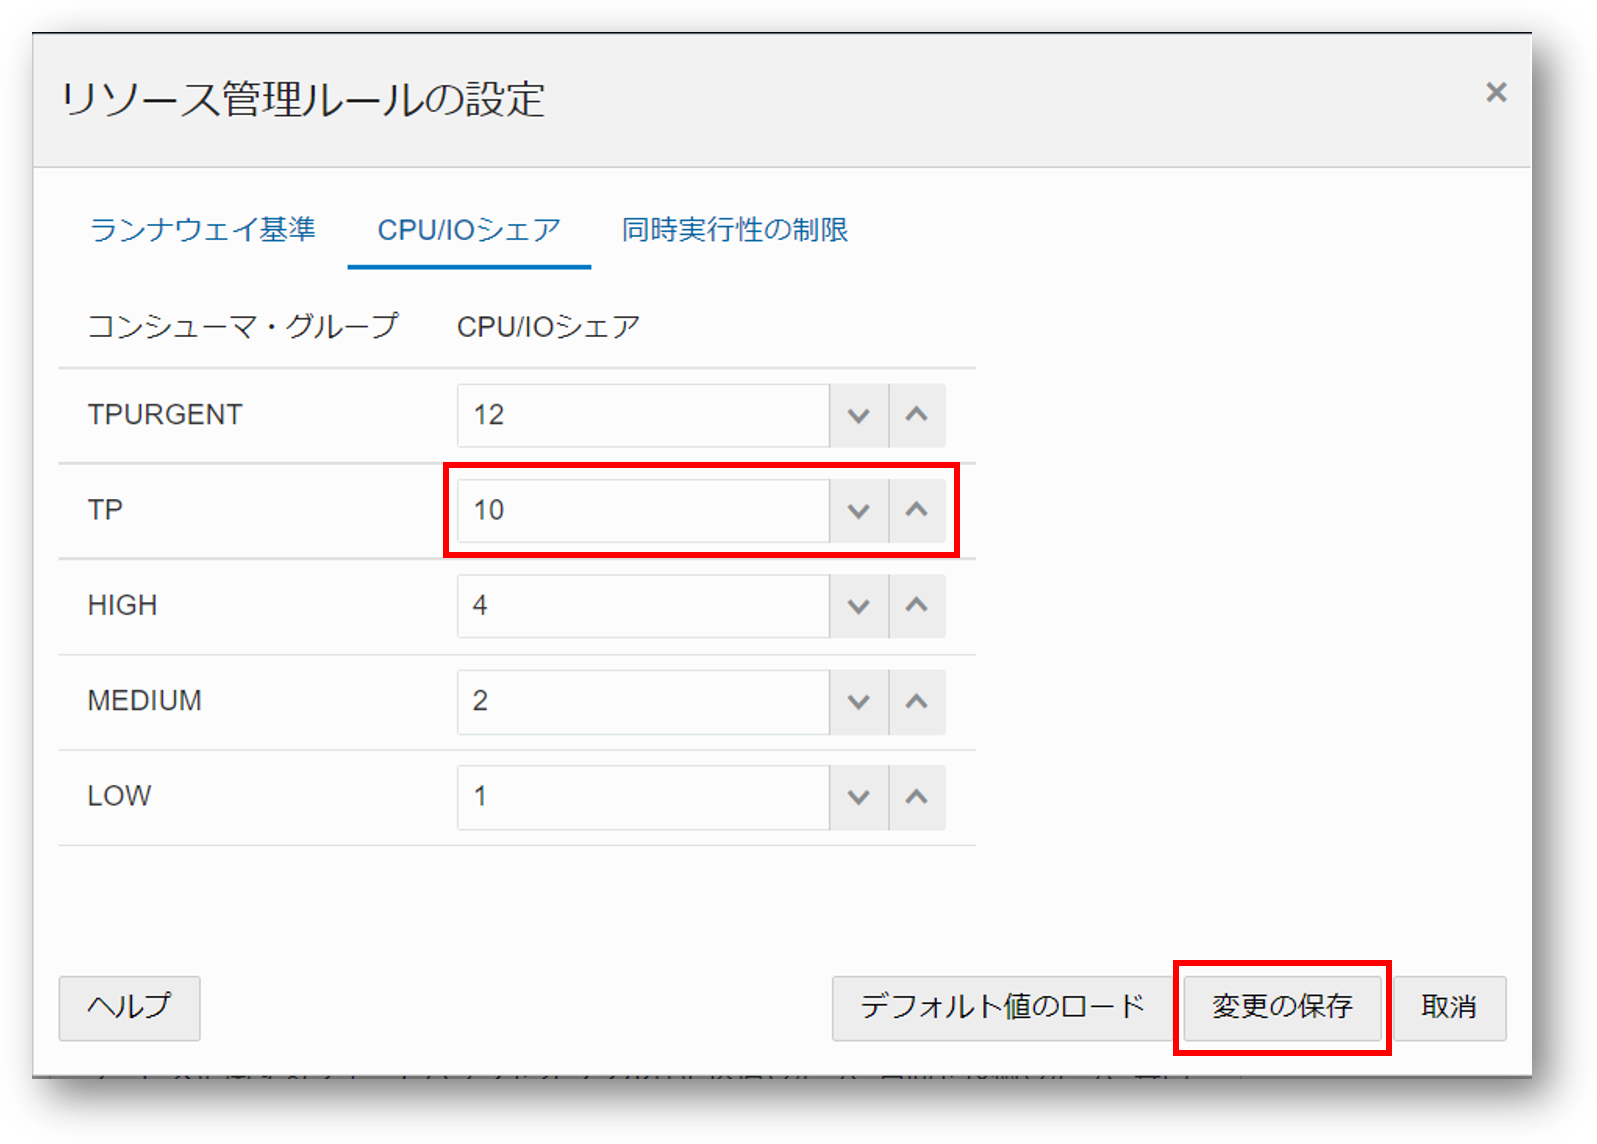 リソース管理ルールの設定
ランナウェイ基準 CPU/IOシェア 同時実行性の制限
コンシューマ・グループ CPU/IOシェア
TPURGENT 12
TP 10
HIGH 4
MEDIUM 2
LOW 1
ヘルプ デフォルト値のロード 変更の保存 取消